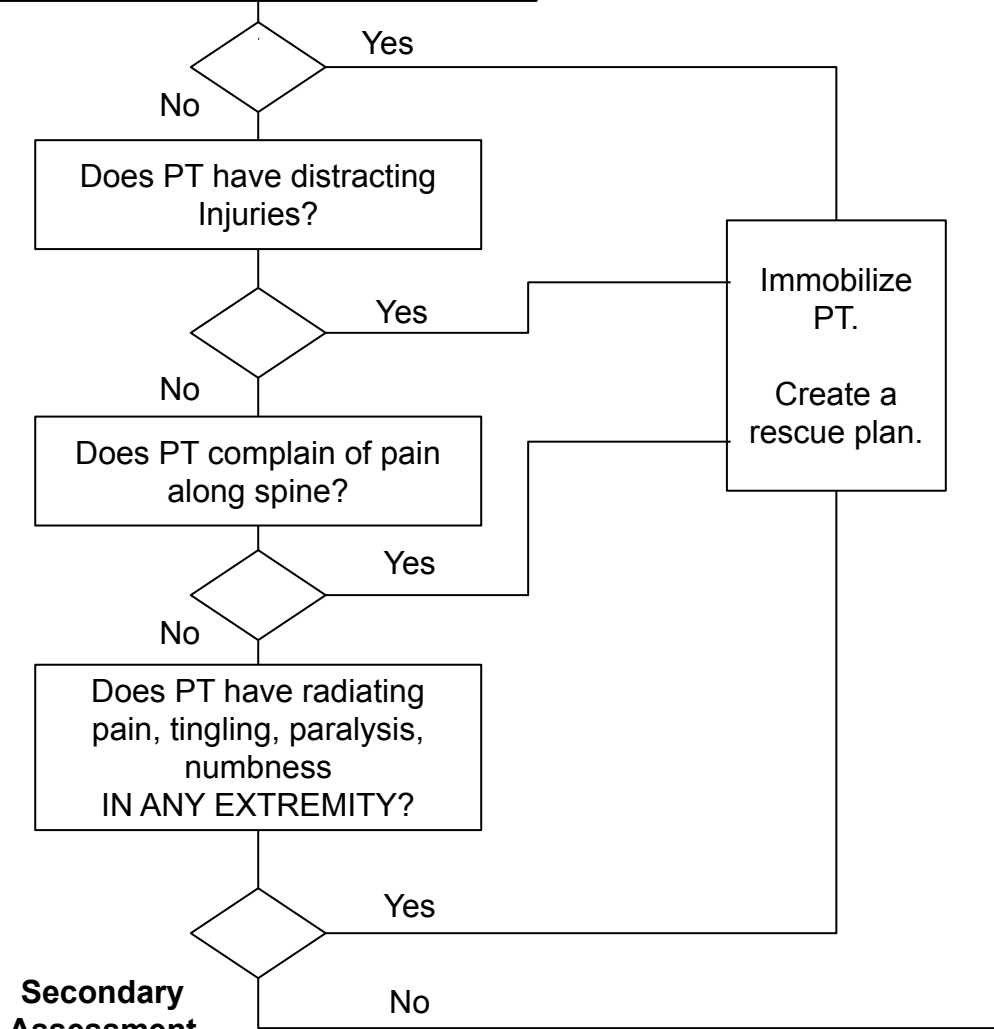 Yes
No
Does PT have distracting
Injuries?
Yes
No
Immobilize
PT.
Create a
rescue plan.
Does PT complain of pain
along spine?
Yes
No
Does PT have radiating
pain, tingling, paralysis,
numbness
IN ANY EXTREMITY?
Yes
No
Secondary
Assessment